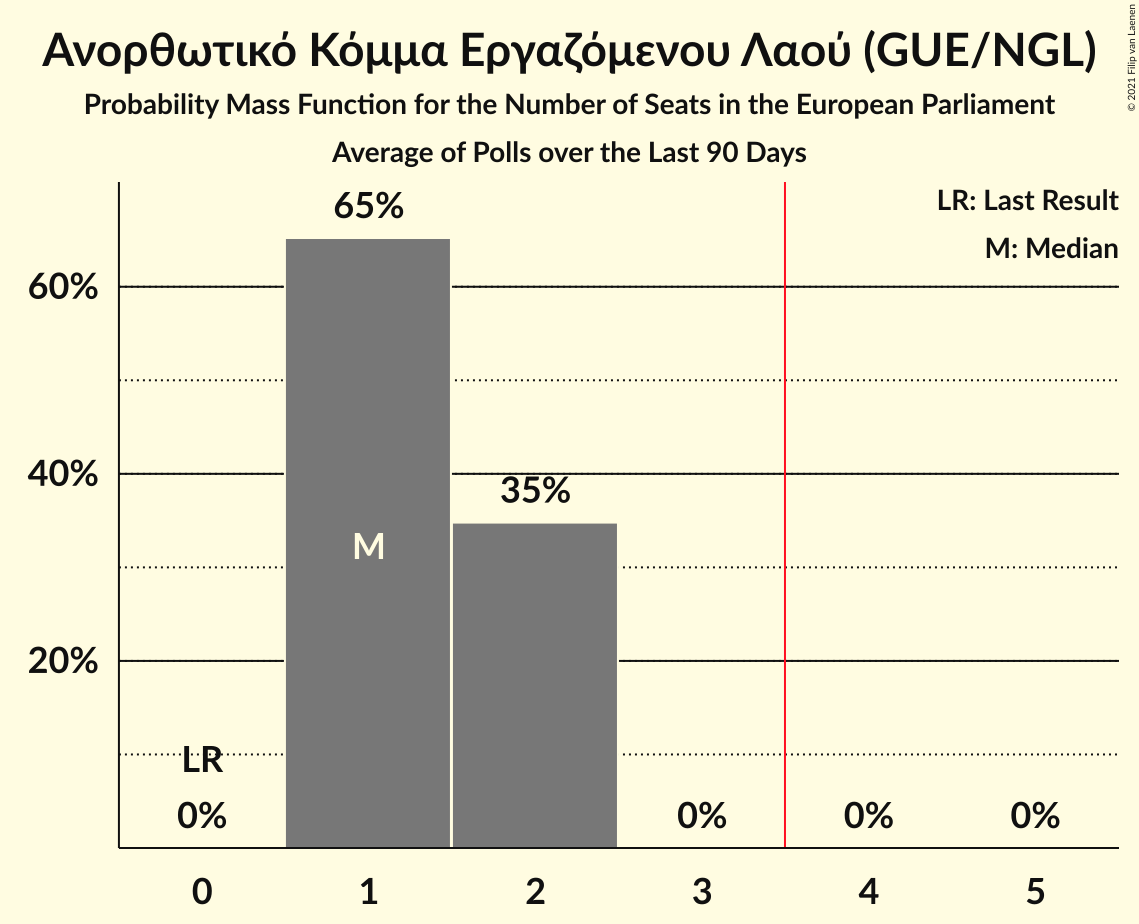 Ανορθωτικό Κόμμα Εργαζόμενου Λαού (GUE/NGL)
Probability Mass Function for the Number of Seats in the European Parliament
Average of Polls over the Last 90 Days
© 2021 Filip van Laenen
LR: Last Result
M: Median
65%
60%
40%
35%
M
20%
LR
0%
0%
0%
0%
0
1
2
3
4
5